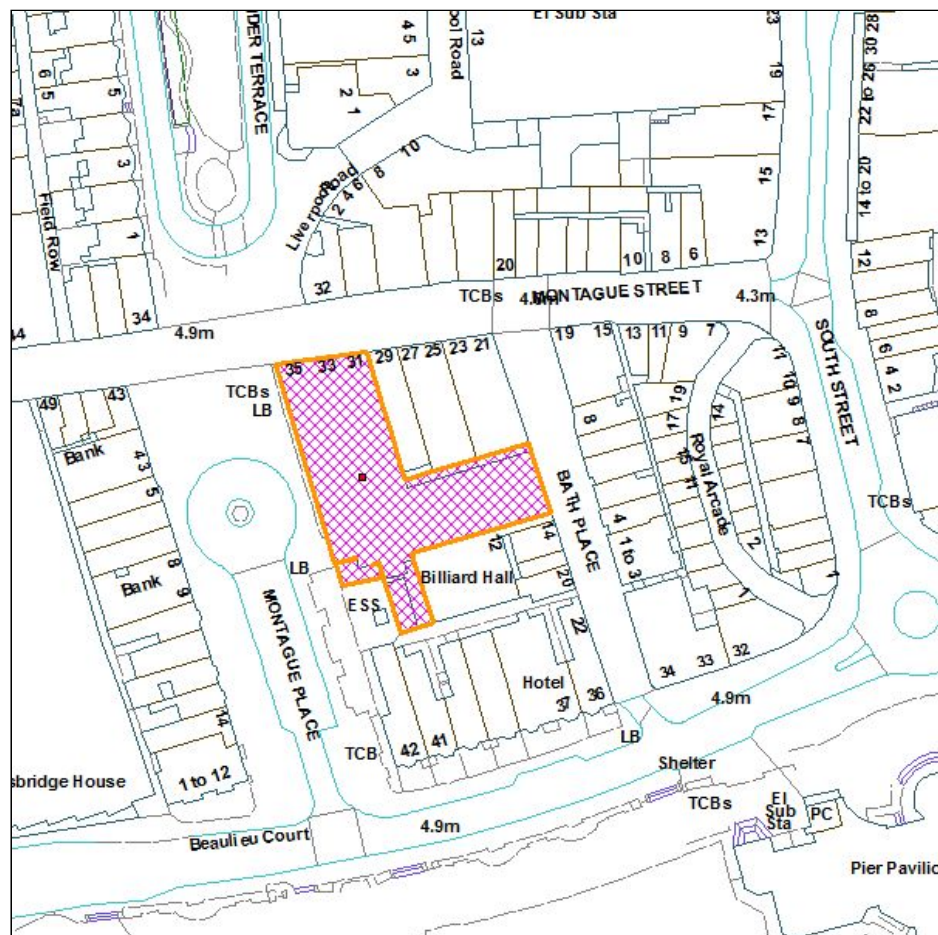 El Sub Sta
4 5
13
3
2
1
6
5
5
3
1
Field Row
Liverpool Road
2 4 6
8
10
32
34
20
TCBs
MONTAGUE STREET
10
8
6
4.3m
4.9m
44
17
15
13
22 to 26
28
30
14 to 20
12
8
6
4
2
SOUTH STREET
35
33
31
29
27
25
23
21
19
15
13
11
9
7
TCBs
LB
49
43
Bank
4 3
5
8
9
Bank
14
1 to 12
MONTAGUE PLACE
LB
ESS
Billiard Hall
12
14
20
22
BATH PLACE
8
4
1 to 3
19
17
15
11
14
Royal Arcade
2
1
11
10
9
8
7
1
TCBs
Hotel
37
36
34
33
32
42
41
TCB
LB
4.9m
Shelter
TCBs
El
Sub
Sta
PC
Pier Pavilio
sbridge House
Beaulieu Court
4.9m